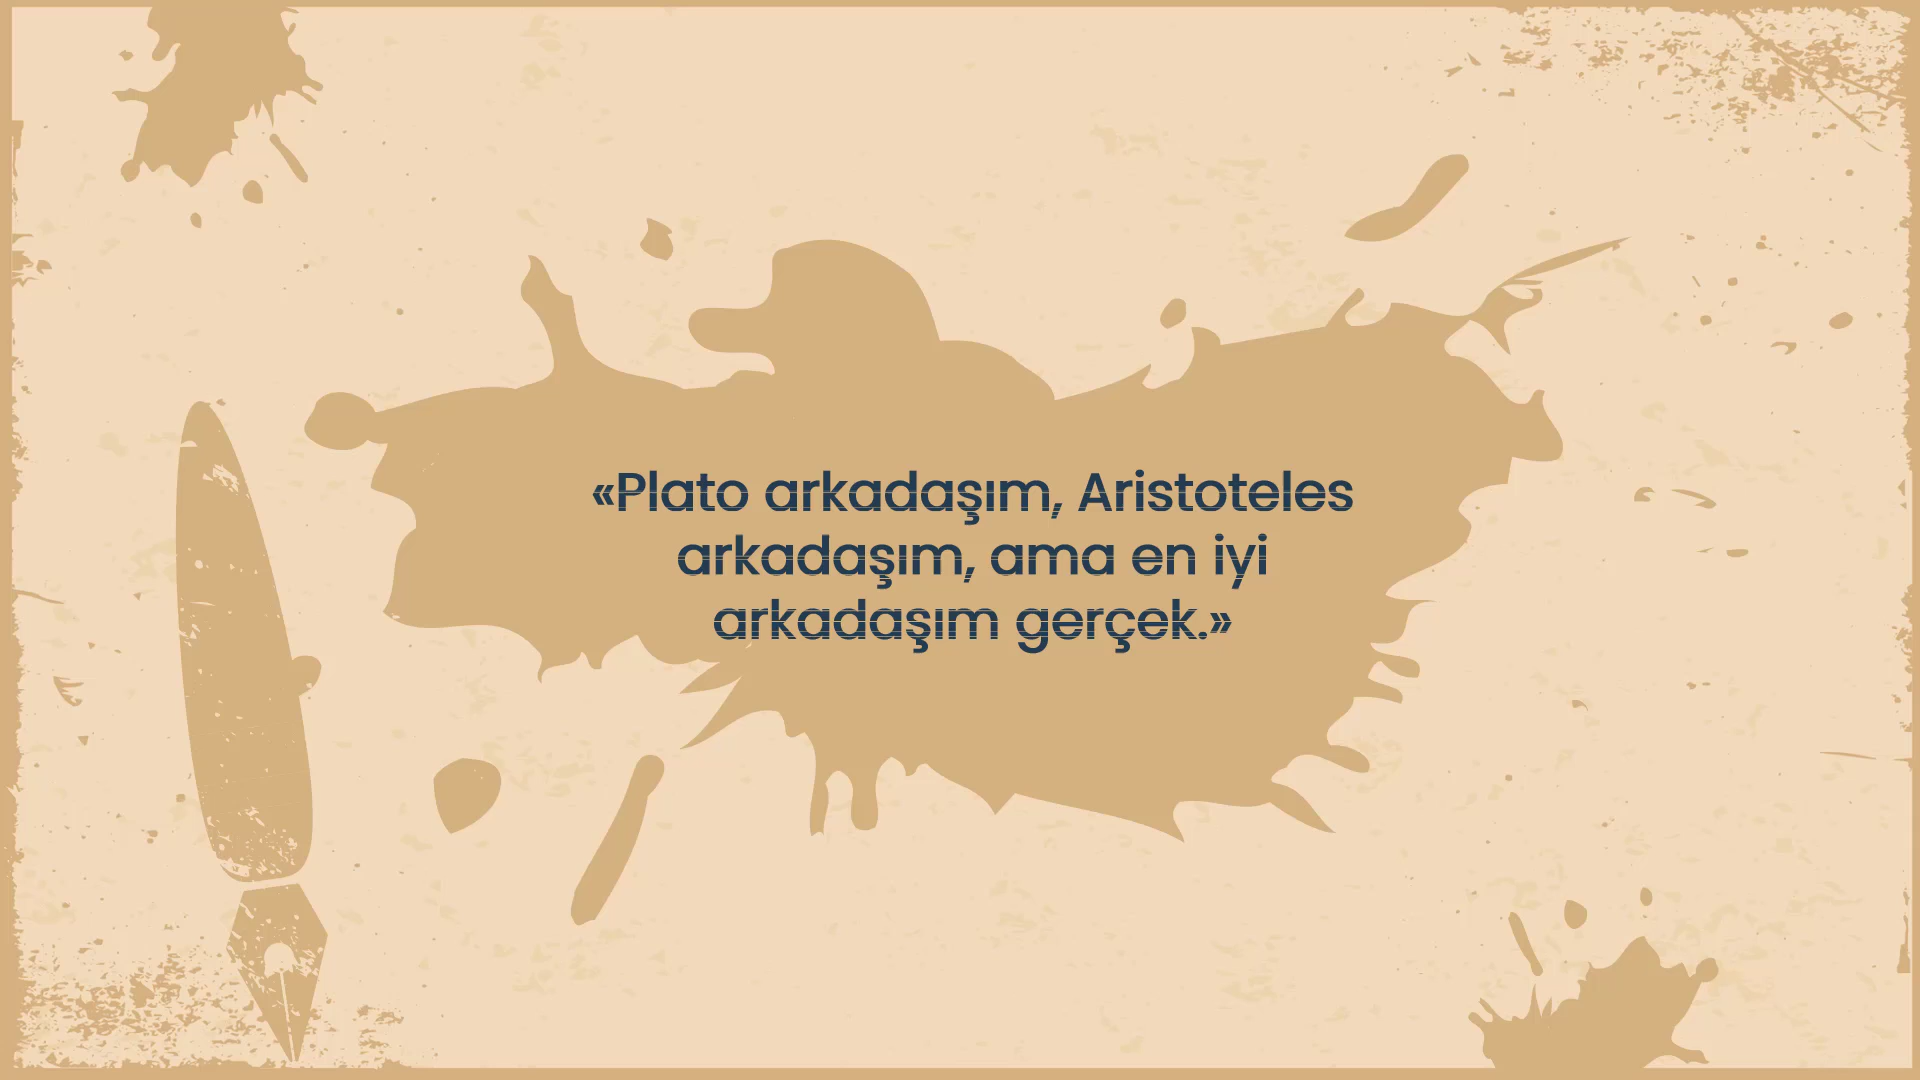 «Plato arkadaşım, Aristoteles
arkadaşım, ama en iyi
arkadaşım gerçek.»